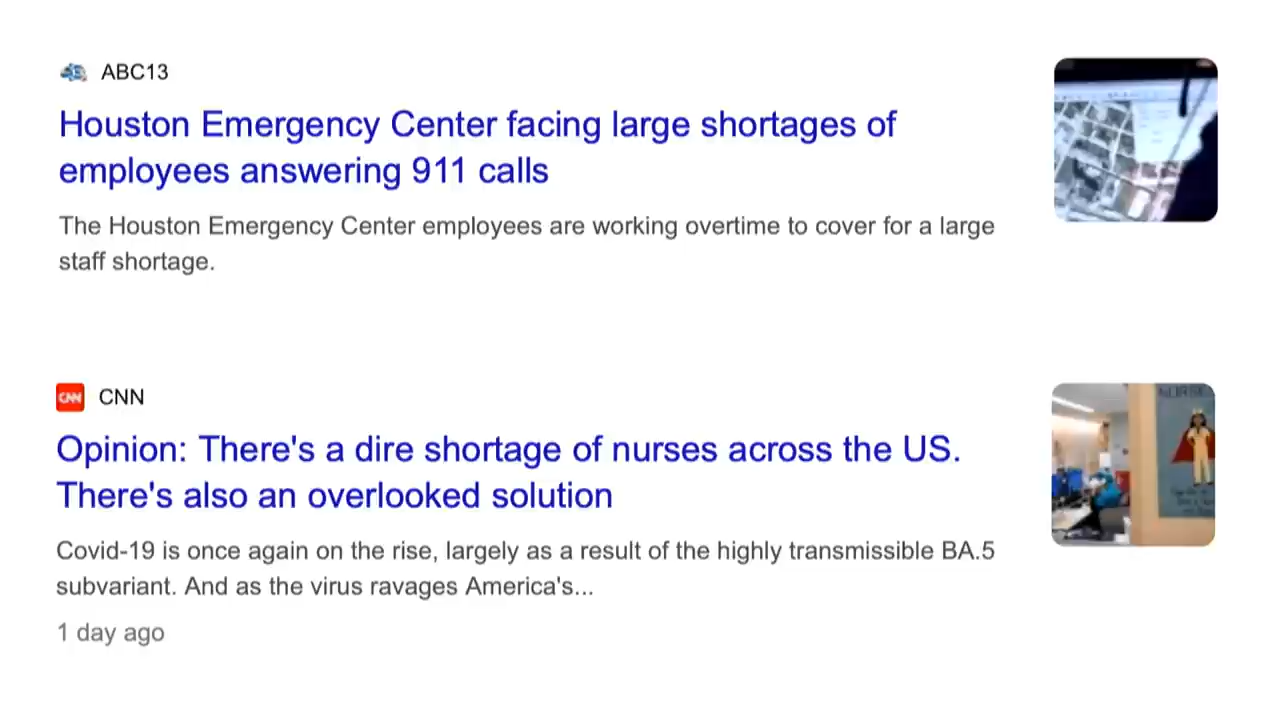 ABC13
Houston Emergency Center facing large shortages of
employees answering 911 calls
The Houston Emergency Center employees are working overtime to cover for a large
staff shortage.
CNN
CNN
Opinion: There's a dire shortage of nurses across the US.
There's also an overlooked solution
Covid-19 is once again on the rise, largely as a result of the highly transmissible BA.5
subvariant. And as the virus ravages America's...
1 day ago